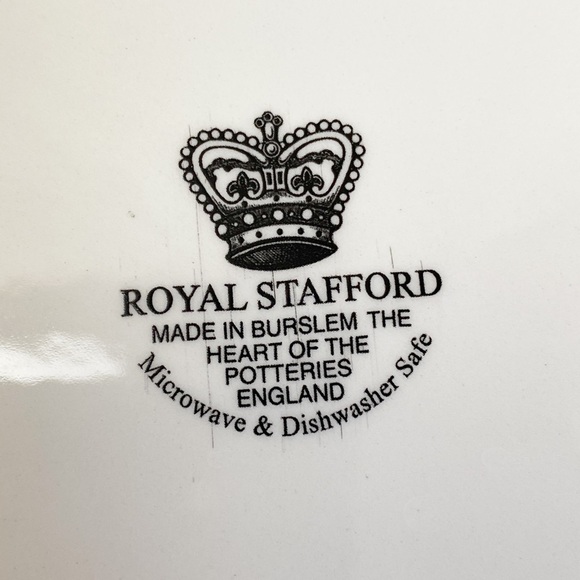 ROYAL STAFFORD
MADE IN BURSLEM THE
HEART OF THE
POTTERIES
ENGLAND
Microwave & Dishwasher Safe